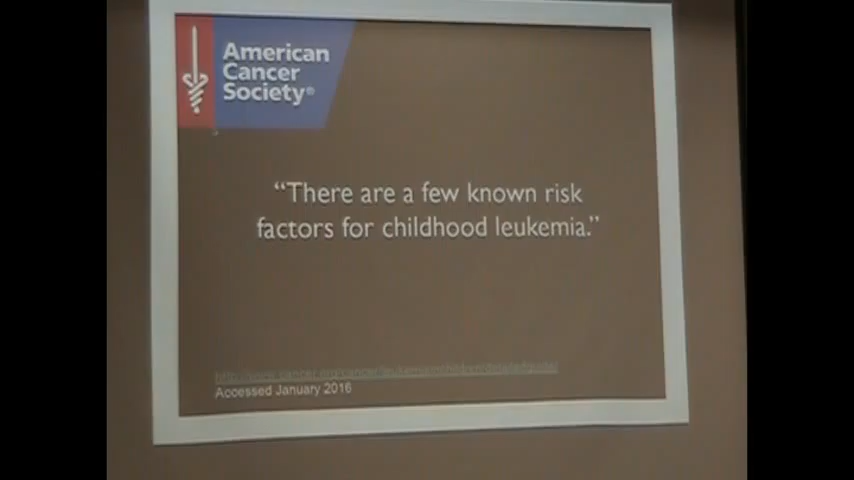 American
Cancer
Society®
“There are a few known risk
factors for childhood leukemia.”
Accessed January 2016